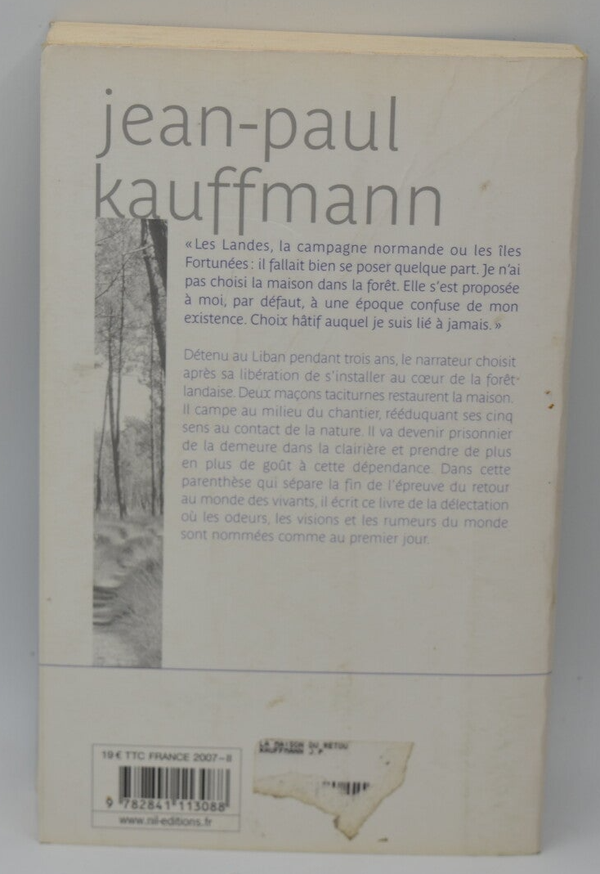 jean-paul
kauffmann
« Les Landes, la campagne normande ou les îles
Fortunées : il fallait bien se poser quelque part. Je n'ai
pas choisi la maison dans la forêt. Elle s'est proposée
à moi, par défaut, à une époque confuse de mon
existence. Choix hâtif auquel je suis lié à jamais. »
Détenu au Liban pendant trois ans, le narrateur choisit
après sa libération de s'installer au cœur de la forêt
landaise. Deux maçons taciturnes restaurent la maison.
Il campe au milieu du chantier, rééduquant ses cinq
sens au contact de la nature. Il va devenir prisonnier
de la demeure dans la clairière et prendre de plus
en plus de goût à cette dépendance. Dans cette
parenthèse qui sépare la fin de l'épreuve du retour
au monde des vivants, il écrit ce livre de la délectation
où les odeurs, les visions et les rumeurs du monde
sont nommées comme au premier jour.
19 € TTC FRANCE 2007-8
9 782841 113088
www.nil-editions.fr
LA MAISON DU RETOU
KAUFFMANN J.P